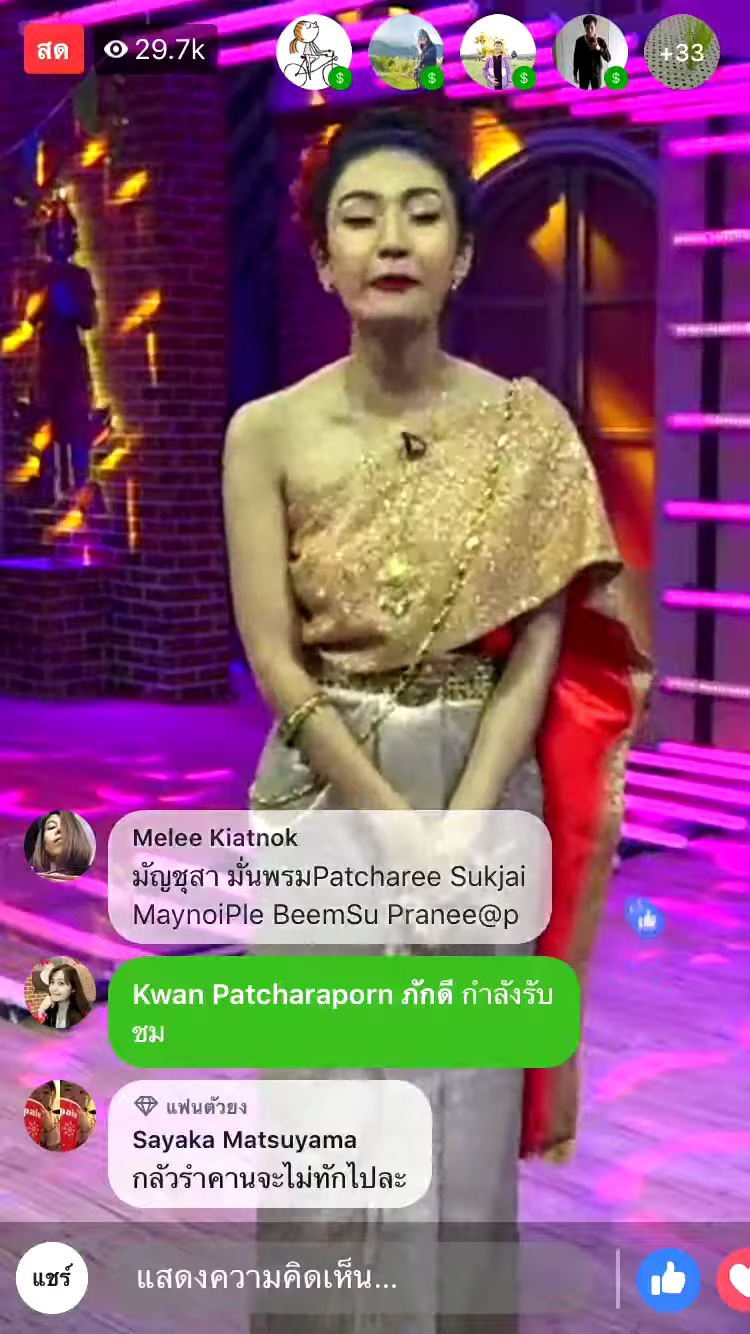 สด
29.7k
+33
Melee Kiatnok
มัญชุสา มั่นพรมPatcharee Sukjai
MaynoiPle BeemSu Pranee@p
Kwan Patcharaporn ภักดี กำลังรับ
ชม
แฟนตัวยง
Sayaka Matsuyama
กลัวรำคานจะไม่ทักไปละ
แชร์
แสดงความคิดเห็น...